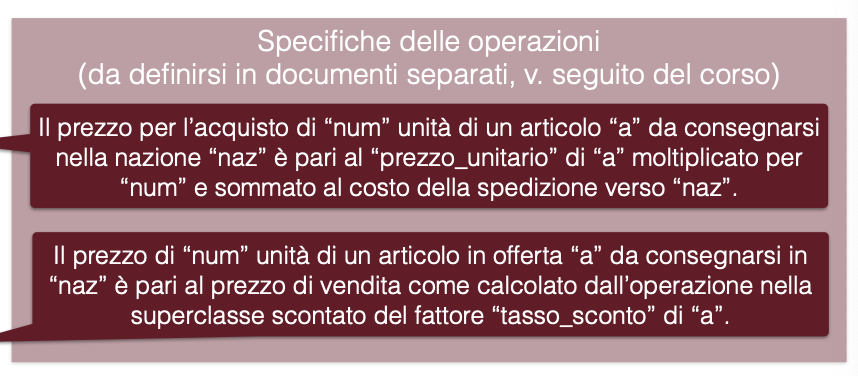 Specifiche delle operazioni
(da definirsi in documenti separati, v. seguito del corso)
Il prezzo per l’acquisto di “num” unità di un articolo “a” da consegnarsi
nella nazione “naz” è pari al “prezzo_unitario” di “a” moltiplicato per
“num” e sommato al costo della spedizione verso “naz”.
Il prezzo di “num” unità di un articolo in offerta “a” da consegnarsi in
“naz” è pari al prezzo di vendita come calcolato dall’operazione nella
superclasse scontato del fattore “tasso_sconto” di “a”.